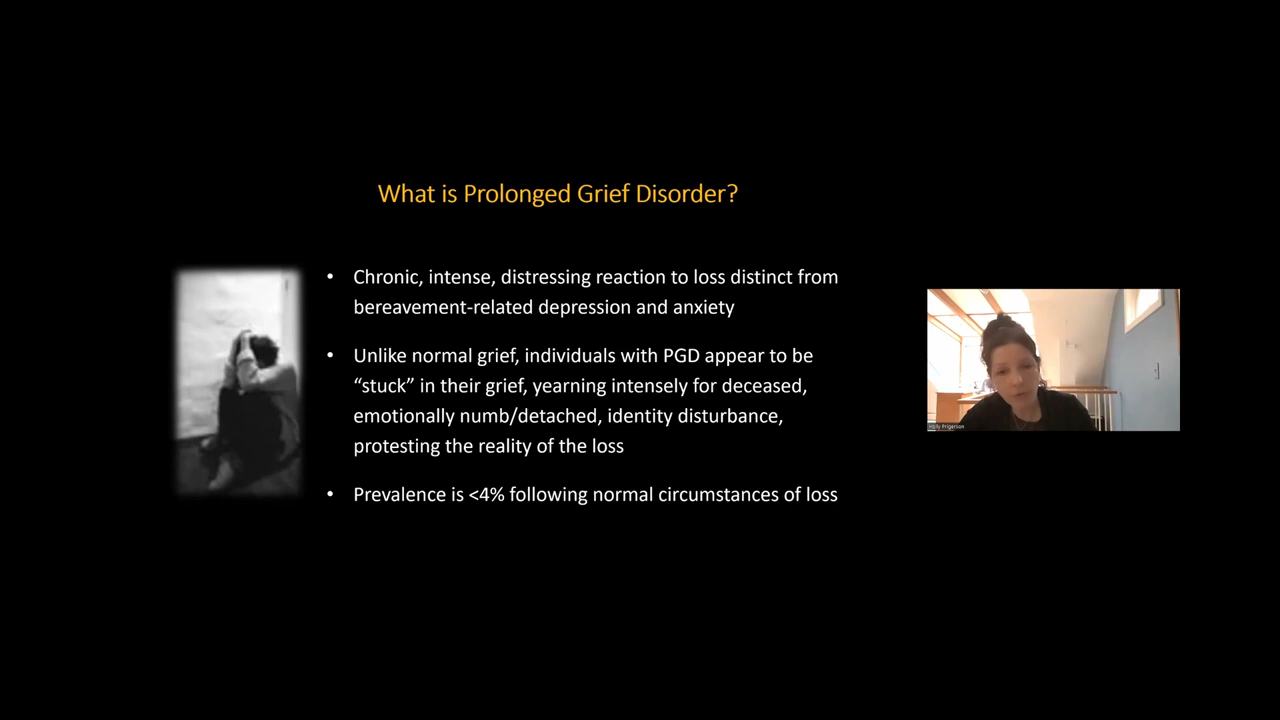 What is Prolonged Grief Disorder?
• Chronic, intense, distressing reaction to loss distinct from
bereavement-related depression and anxiety
• Unlike normal grief, individuals with PGD appear to be
“stuck” in their grief, yearning intensely for deceased,
emotionally numb/detached, identity disturbance,
protesting the reality of the loss
• Prevalence is <4% following normal circumstances of loss
Holly Prigerson